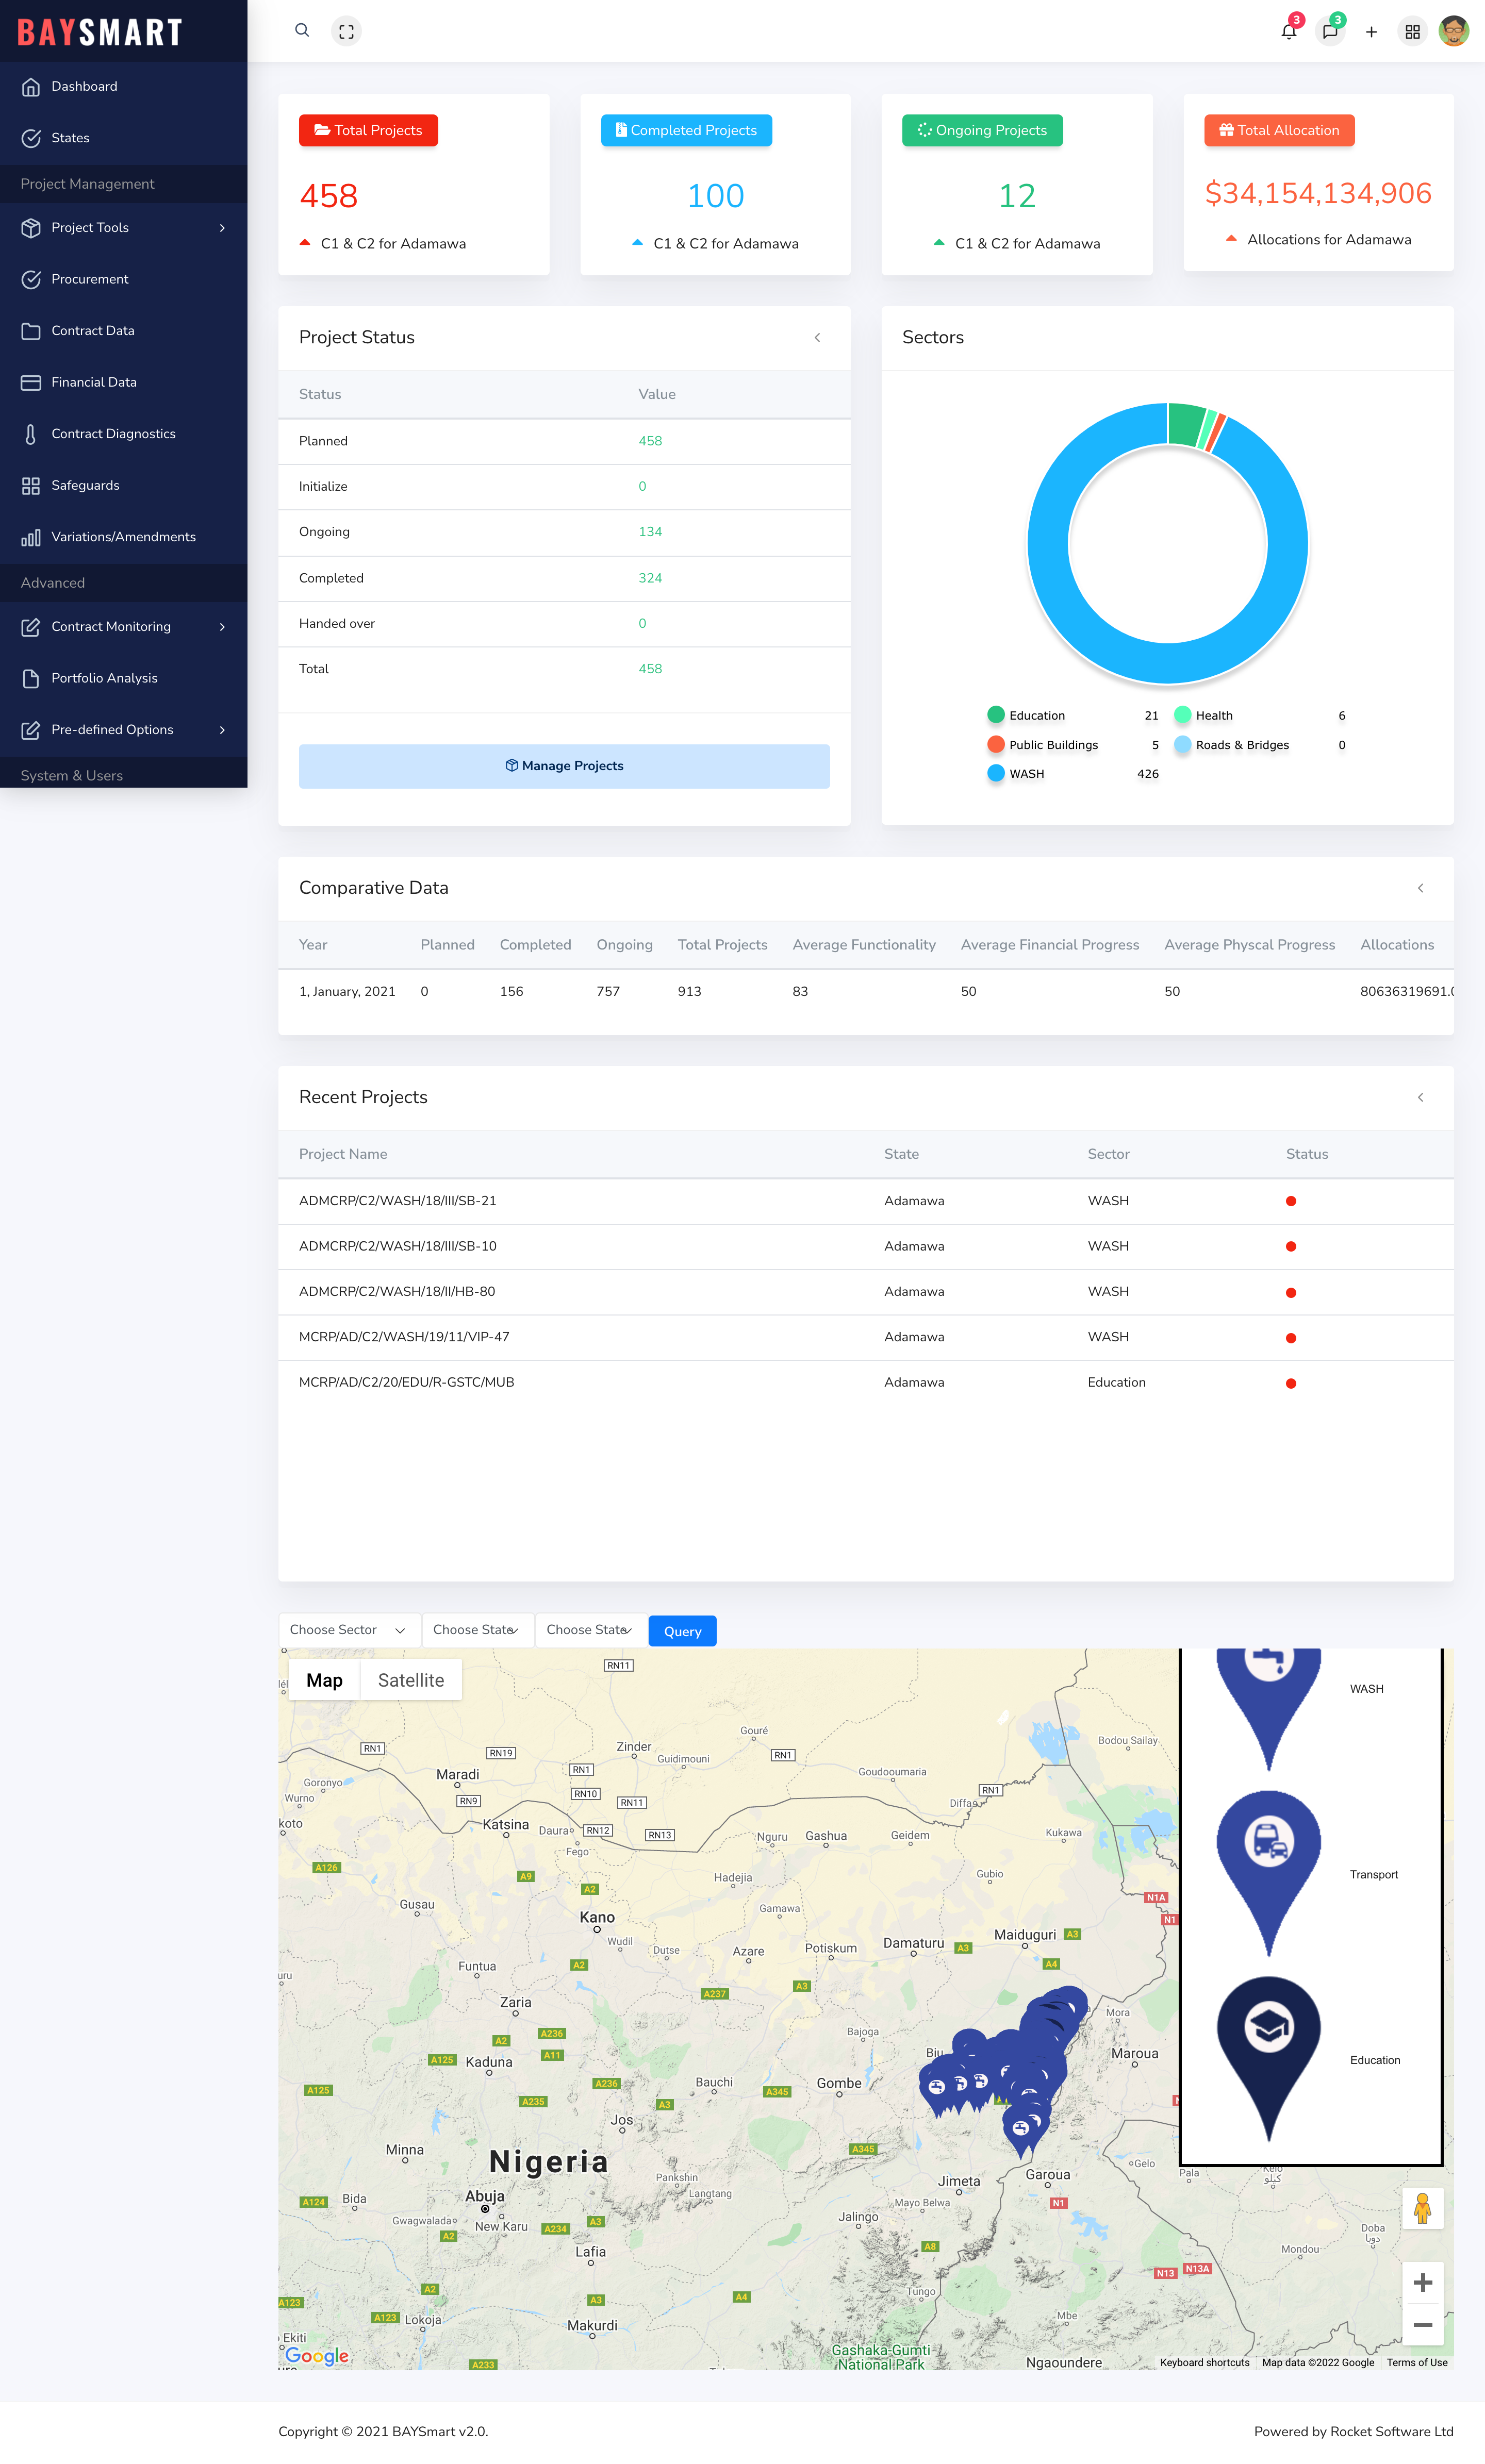 BAYSMART
3
3
Dashboard
States
Project Management
Project Tools
Procurement
Contract Data
Financial Data
Contract Diagnostics
Safeguards
Variations/Amendments
Advanced
Contract Monitoring
Portfolio Analysis
Pre-defined Options
System & Users
Total Projects
458
C1 & C2 for Adamawa
Completed Projects
100
C1 & C2 for Adamawa
Ongoing Projects
12
C1 & C2 for Adamawa
Total Allocation
$34,154,134,906
Allocations for Adamawa
Project Status
Status Value
Planned 458
Initialize 0
Ongoing 134
Completed 324
Handed over 0
Total 458
Manage Projects
Sectors
Education 21 Health 6
Public Buildings 5 Roads & Bridges 0
WASH 426
Comparative Data
Year Planned Completed Ongoing Total Projects Average Functionality Average Financial Progress Average Physcal Progress Allocations
1, January, 2021 0 156 757 913 83 50 50 80636319691.0
Recent Projects
Project Name State Sector Status
ADMCRP/C2/WASH/18/III/SB-21 Adamawa WASH
ADMCRP/C2/WASH/18/III/SB-10 Adamawa WASH
ADMCRP/C2/WASH/18/II/HB-80 Adamawa WASH
MCRP/AD/C2/WASH/19/11/VIP-47 Adamawa WASH
MCRP/AD/C2/20/EDU/R-GSTC/MUB Adamawa Education
Choose Sector Choose State Choose State Query
Map Satellite
RN11
WASH
Gouré
Bodou Sailay
RN1
RN19
Zinder
Guidimouni
RN1
Maradi
RN1
Goudooumaria
Goronyo
RN10
RN1
Wurno
RN9
RN11
Diffa
koto
Katsina
Daura
RN12
RN13
Nguru
Gashua
Geidem
Kukawa
Fego
A126
A9
Hadejia
Gubio
Transport
A2
N1A
Gusau
Gamawa
Kano
N1
Wudil
Dutse
Azare
Potiskum
Damaturu
A3
Maiduguri
A3
Funtua
A2
A4
uru
A3
A237
Zaria
Mora
A236
Bajoga
A2
A125
Kaduna
A11
Biu
Maroua
Education
A125
A236
Bauchi
A345
Gombe
A235
A3
Jos
Minna
A345
Nigeria
Pankshin
Langtang
Jimeta
Garoua
Gelo
Pala
Kelo
كيلو
A124
Bida
Abuja
Mayo Belwa
N1
Gwagwalada
New Karu
A234
A3
Jalingo
Doba
دوبا
A2
Lafia
A8
Mondou
N13
N13A
A2
Tungo
A123
A3
A4
A123
Lokoja
Makurdi
Mbe
Ekiti
Gashaka-Gumti
National Park
Google
A233
Ngaoundere
Keyboard shortcuts Map data ©2022 Google Terms of Use
Copyright © 2021 BAYSmart v2.0. Powered by Rocket Software Ltd